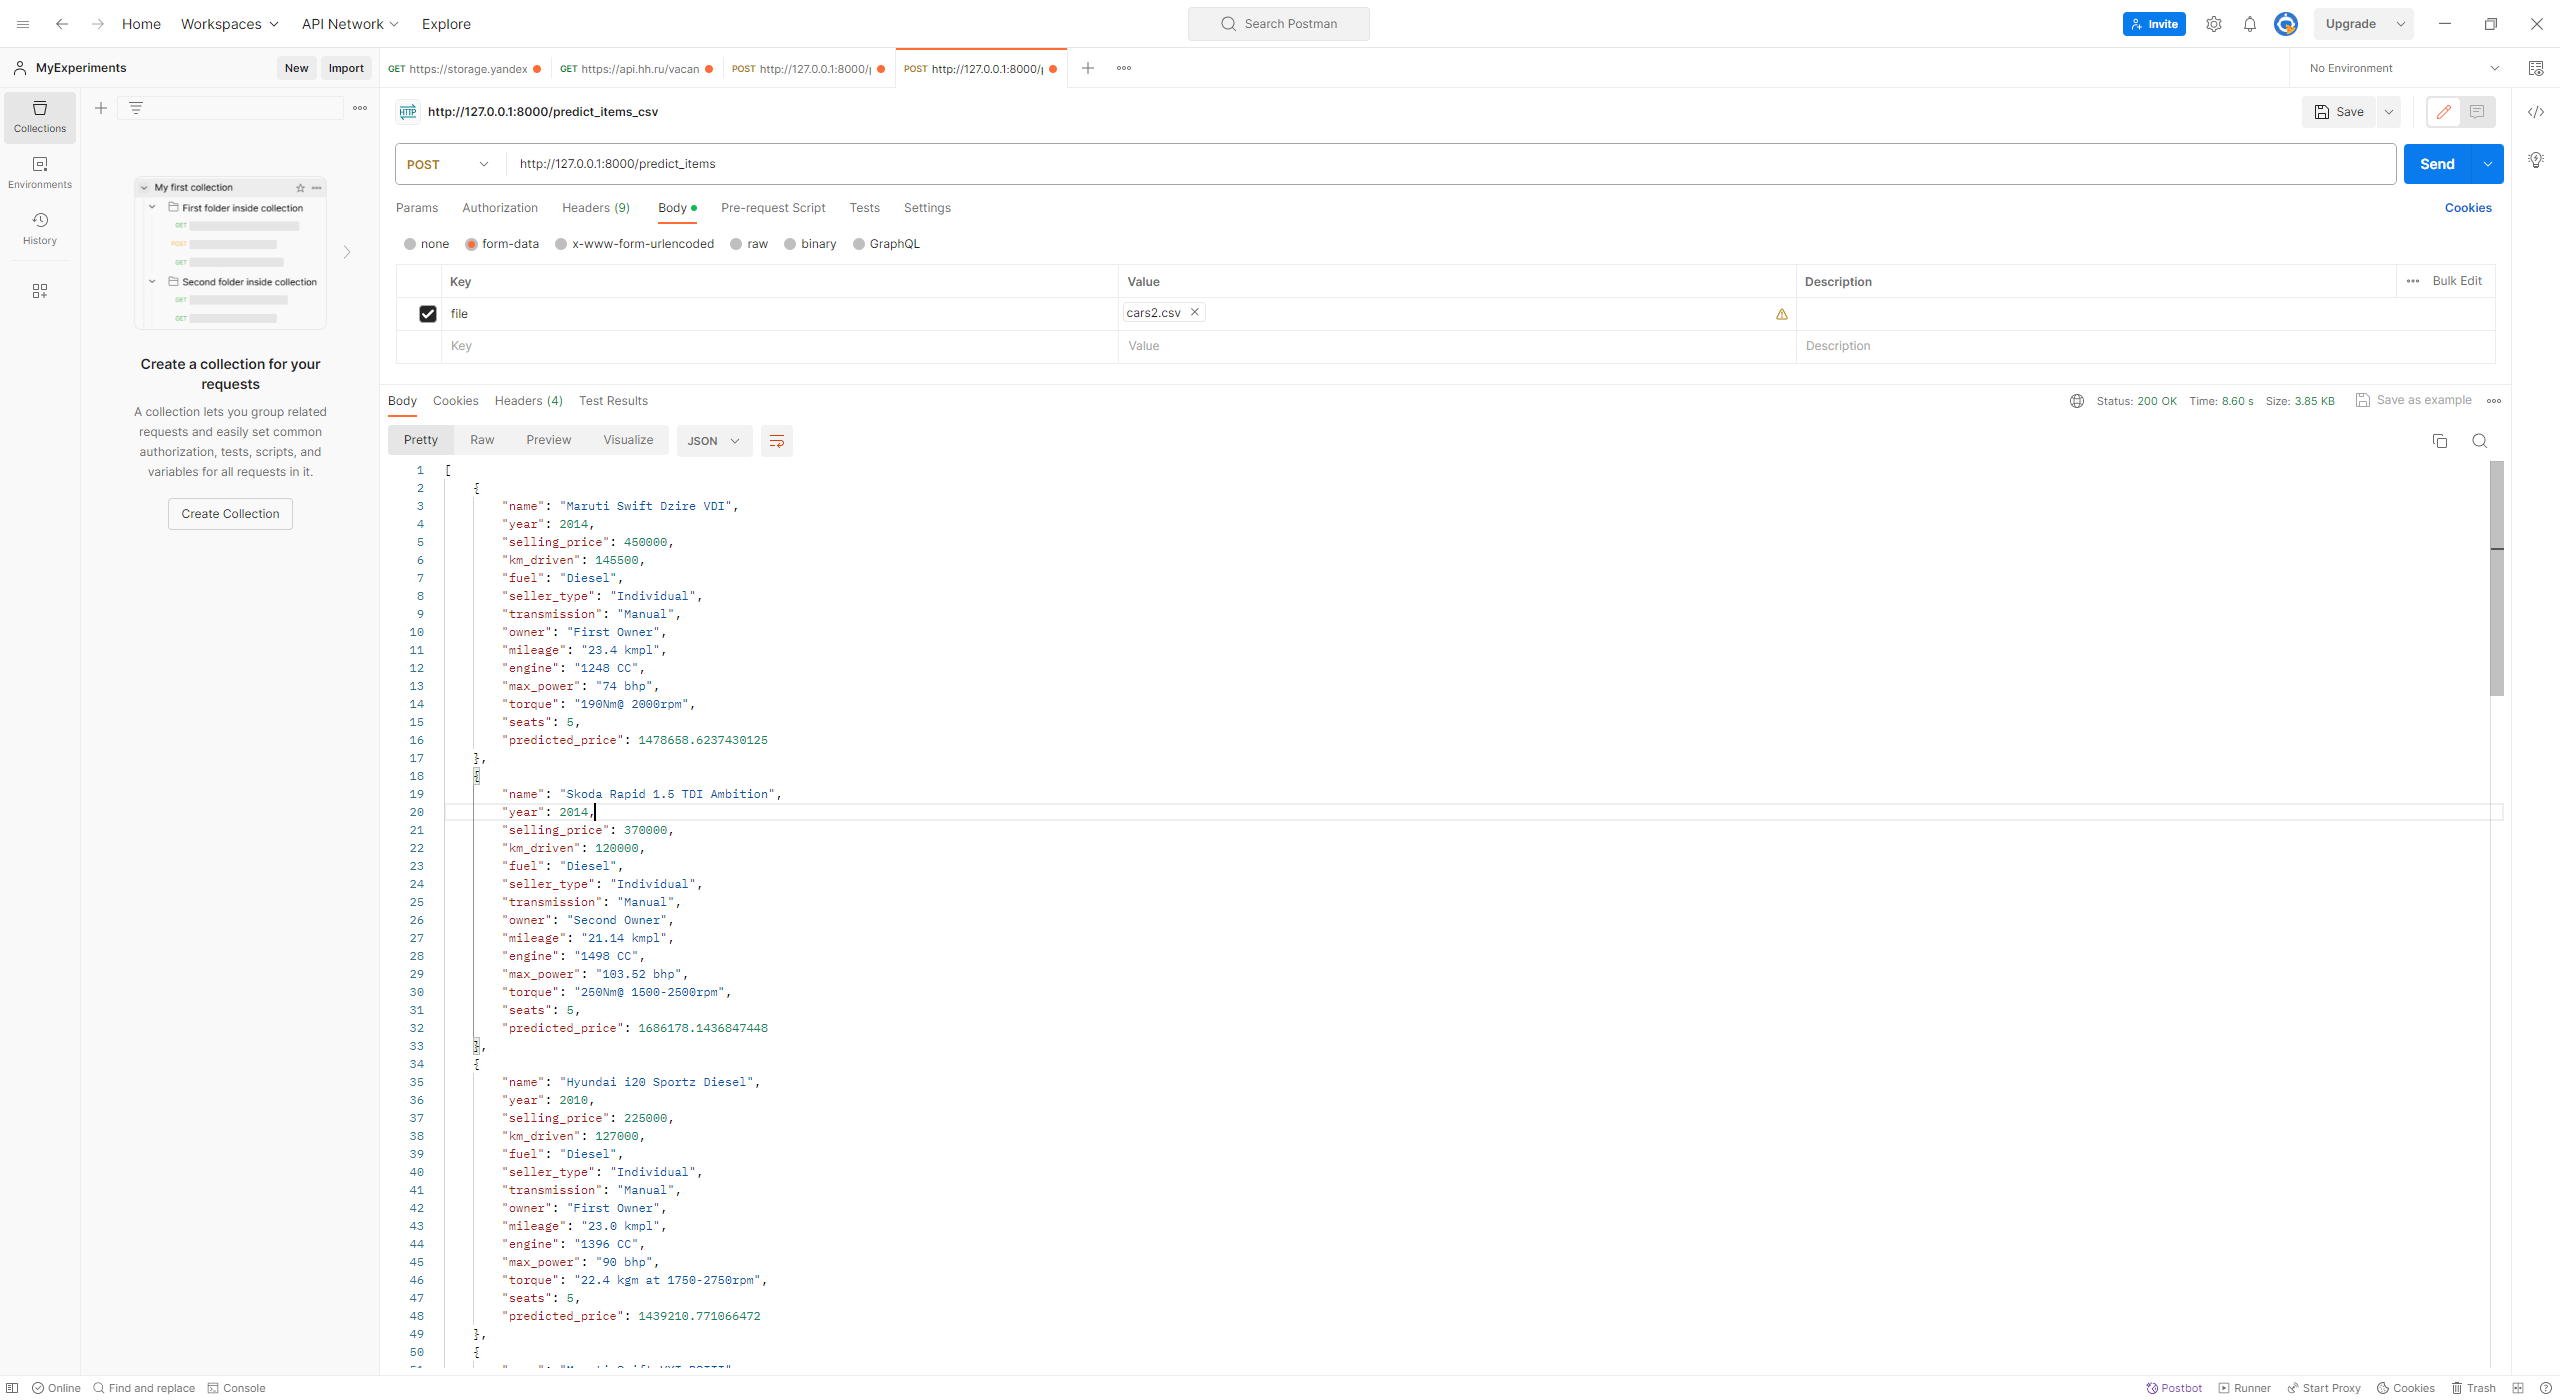 Home Workspaces API Network Explore Search Postman Invite Upgrade
MyExperiments New Import GET https://storage.yandex GET https://api.hh.ru/vacan POST http://127.0.0.1:8000/p POST http://127.0.0.1:8000/p No Environment
Collections
Environments
History
My first collection
First folder inside collection
GET
POST
GET
Second folder inside collection
GET
GET
Create a collection for your
requests
A collection lets you group related
requests and easily set common
authorization, tests, scripts, and
variables for all requests in it.
Create Collection
HTTP http://127.0.0.1:8000/predict_items_csv Save
POST http://127.0.0.1:8000/predict_items Send
Params Authorization Headers (9) Body Pre-request Script Tests Settings Cookies
none form-data x-www-form-urlencoded raw binary GraphQL
Key Value Description Bulk Edit
file cars2.csv
Key Value Description
Body Cookies Headers (4) Test Results Status: 200 OK Time: 8.60 s Size: 3.85 KB Save as example
Pretty Raw Preview Visualize JSON
1 [
2 {
3 "name": "Maruti Swift Dzire VDI",
4 "year": 2014,
5 "selling_price": 450000,
6 "km_driven": 145500,
7 "fuel": "Diesel",
8 "seller_type": "Individual",
9 "transmission": "Manual",
10 "owner": "First Owner",
11 "mileage": "23.4 kmpl",
12 "engine": "1248 CC",
13 "max_power": "74 bhp",
14 "torque": "190Nm@ 2000rpm",
15 "seats": 5,
16 "predicted_price": 1478658.6237430125
17 },
18 {
19 "name": "Skoda Rapid 1.5 TDI Ambition",
20 "year": 2014,
21 "selling_price": 370000,
22 "km_driven": 120000,
23 "fuel": "Diesel",
24 "seller_type": "Individual",
25 "transmission": "Manual",
26 "owner": "Second Owner",
27 "mileage": "21.14 kmpl",
28 "engine": "1498 CC",
29 "max_power": "103.52 bhp",
30 "torque": "250Nm@ 1500-2500rpm",
31 "seats": 5,
32 "predicted_price": 1686178.1436847448
33 },
34 {
35 "name": "Hyundai i20 Sportz Diesel",
36 "year": 2010,
37 "selling_price": 225000,
38 "km_driven": 127000,
39 "fuel": "Diesel",
40 "seller_type": "Individual",
41 "transmission": "Manual",
42 "owner": "First Owner",
43 "mileage": "23.0 kmpl",
44 "engine": "1396 CC",
45 "max_power": "90 bhp",
46 "torque": "22.4 kgm at 1750-2750rpm",
47 "seats": 5,
48 "predicted_price": 1439210.771066472
49 },
50 {
Online Find and replace Console Postbot Runner Start Proxy Cookies Trash